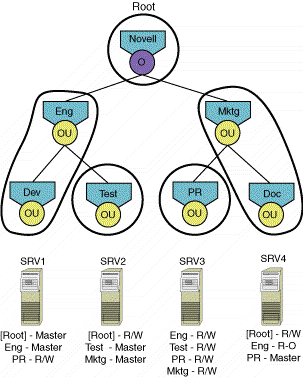 Root
Novell
O
Eng
Mktg
OU
OU
Dev
Test
PR
Doc
OU
OU
OU
OU
SRV1
SRV2
SRV3
SRV4
[Root] - Master
Eng - Master
PR - R/W
[Root] - R/W
Test - Master
Mktg - Master
Eng - R/W
Test - R/W
PR - R/W
Mktg - R/W
[Root] - R/W
Eng - R-O
PR - Master